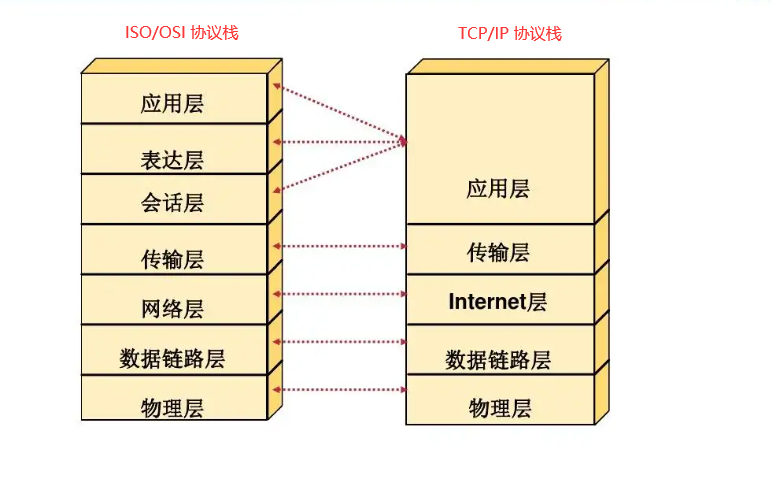 ISO/OSI 协议栈
应用层
表达层
会话层
传输层
网络层
数据链路层
物理层
TCP/IP 协议栈
应用层
传输层
Internet层
数据链路层
物理层